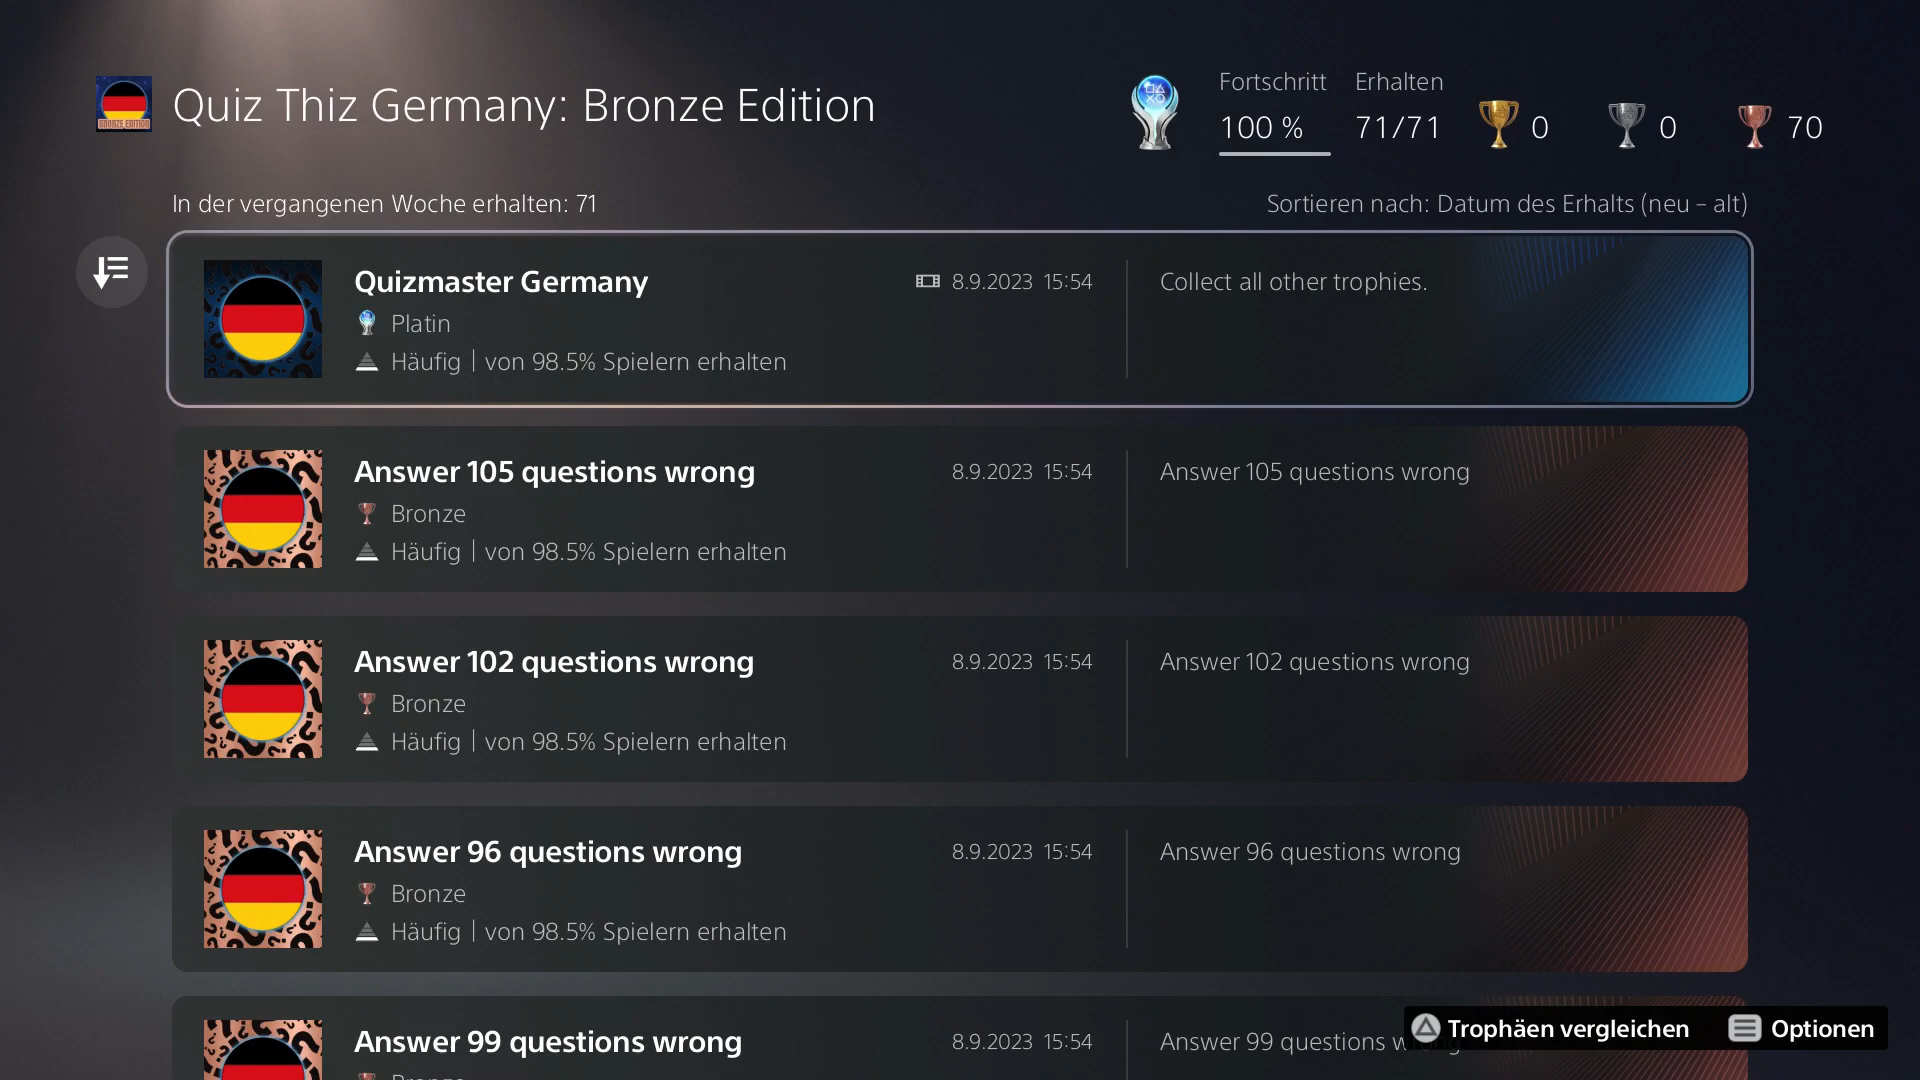 Quiz Thiz Germany: Bronze Edition
BRONZE EDITION
Fortschritt
100 %
Erhalten
71/71
0
0
70
In der vergangenen Woche erhalten: 71
Sortieren nach: Datum des Erhalts (neu – alt)
Quizmaster Germany
8.9.2023 15:54
Collect all other trophies.
Platin
Häufig | von 98.5% Spielern erhalten
Answer 105 questions wrong
8.9.2023 15:54
Answer 105 questions wrong
Bronze
Häufig | von 98.5% Spielern erhalten
Answer 102 questions wrong
8.9.2023 15:54
Answer 102 questions wrong
Bronze
Häufig | von 98.5% Spielern erhalten
Answer 96 questions wrong
8.9.2023 15:54
Answer 96 questions wrong
Bronze
Häufig | von 98.5% Spielern erhalten
Answer 99 questions wrong
8.9.2023 15:54
Answer 99 questions wrong
Bronze
Trophäen vergleichen
Optionen